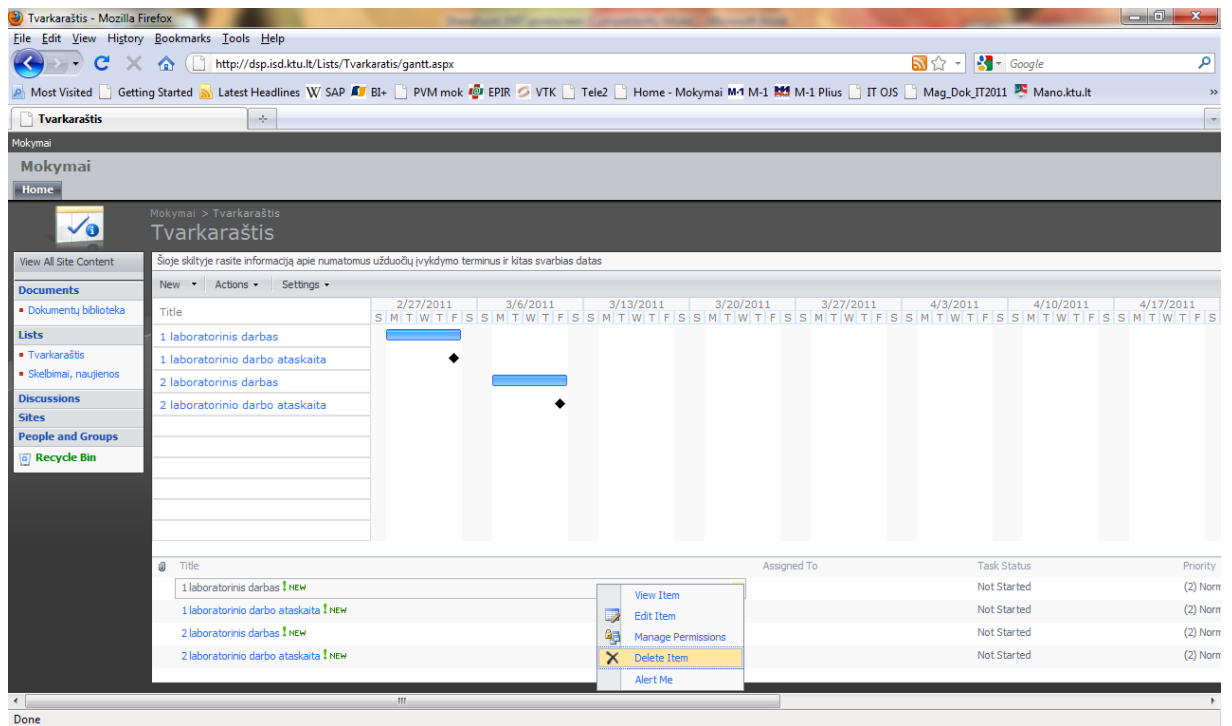 Tvarkaraštis - Mozilla Firefox
File Edit View History Bookmarks Tools Help
http://dsp.isd.ktu.lt/Lists/Tvarkaratis/gantt.aspx
Google
Most Visited Getting Started Latest Headlines W SAP BI+ PVM mok EPIR VTK Tele2 Home - Mokymai M-1 M-1 M-1 Plius IT OJS Mag_Dok_IT2011 Mano.ktu.lt »
Tvarkaraštis
Mokymai
Mokymai
Home
Mokymai > Tvarkaraštis
Tvarkaraštis
View All Site Content
Šioje skiltyje rasite informaciją apie numatomus užduočių įvykdymo terminus ir kitas svarbias datas
New Actions Settings
Documents
Dokumentų biblioteka
Lists
Tvarkaraštis
Skelbimai, naujienos
Discussions
Sites
People and Groups
Recycle Bin
Title
2/27/2011 3/6/2011 3/13/2011 3/20/2011 3/27/2011 4/3/2011 4/10/2011 4/17/2011
S M T W T F S S M T W T F S S M T W T F S S M T W T F S S M T W T F S S M T W T F S S M T W T F S S M T W T F S
1 laboratorinis darbas
1 laboratorinio darbo ataskaita
2 laboratorinis darbas
2 laboratorinio darbo ataskaita
Title Assigned To Task Status Priority
1 laboratorinis darbas ! NEW Not Started (2) Norm
1 laboratorinio darbo ataskaita ! NEW Not Started (2) Norm
2 laboratorinis darbas ! NEW Not Started (2) Norm
2 laboratorinio darbo ataskaita ! NEW Not Started (2) Norm
View Item
Edit Item
Manage Permissions
Delete Item
Alert Me
Done